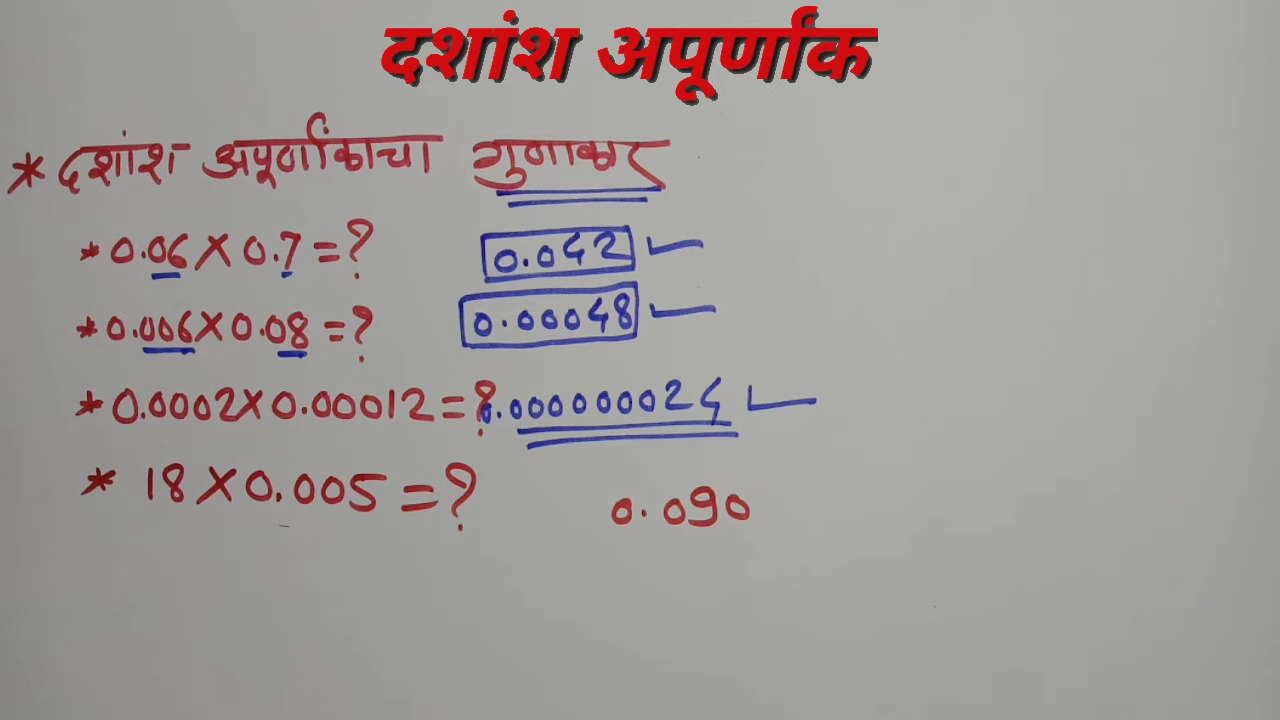 दशांश अपूर्णांक
* दशांश अपूर्णांकाचा गुणाकार
* 0.06 X 0.7 = ? 0.042 ✓
* 0.006 X 0.08 = ? 0.00048 ✓
* 0.0002 X 0.00012 = ? 0.000000024 ✓
* 18 X 0.005 = ? 0.090